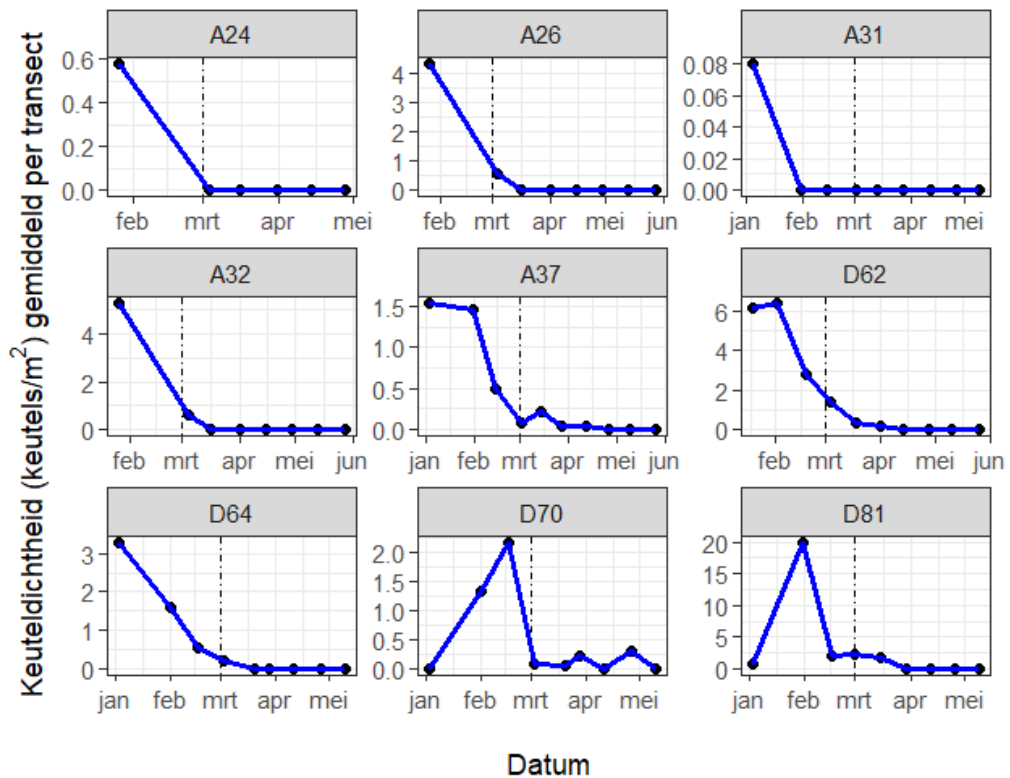 Keuteldichtheid (keutels/m²) gemiddeld per transect
A24
0.6
0.4
0.2
0.0
feb mrt apr mei
A26
4
3
2
1
0
feb mrt apr mei jun
A31
0.08
0.06
0.04
0.02
0.00
jan feb mrt apr mei
A32
4
2
0
feb mrt apr mei jun
A37
1.5
1.0
0.5
0.0
jan feb mrt apr mei jun
D62
6
4
2
0
feb mrt apr mei jun
D64
3
2
1
0
jan feb mrt apr mei
D70
2.0
1.5
1.0
0.5
0.0
jan feb mrt apr mei
D81
20
15
10
5
0
jan feb mrt apr mei
Datum